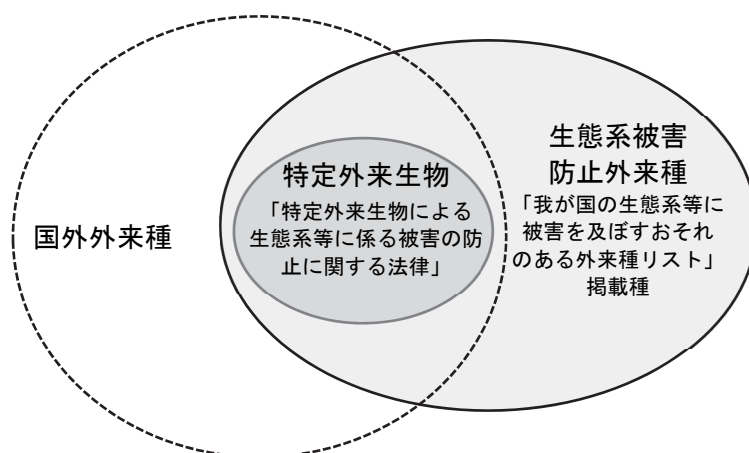 国外外来種
特定外来生物
「特定外来生物による
生態系等に係る被害の防
止に関する法律」
生態系被害
防止外来種
「我が国の生態系等に
被害を及ぼすおそれ
のある外来種リスト」
掲載種